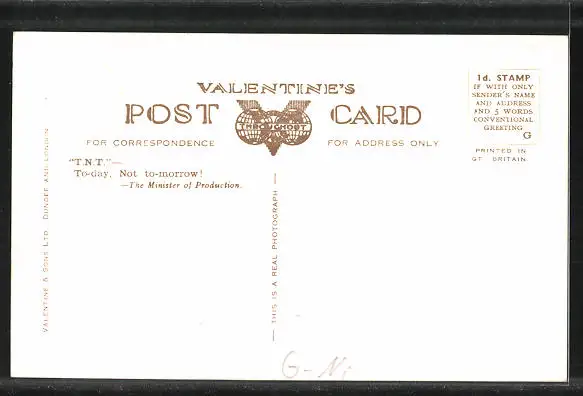 VALENTINE'S
POST CARD
FOR CORRESPONDENCE
FOR ADDRESS ONLY
1d. STAMP
IF WITH ONLY
SENDER'S NAME
AND ADDRESS
AND 5 WORDS
CONVENTIONAL
GREETING
G
PRINTED IN
GT BRITAIN.
"T.N.T."—
To-day, Not to-morrow!
—The Minister of Production.
VALENTINE & SONS LTD. DUNDEE AND LONDON
— THIS IS A REAL PHOTOGRAPH —
G-Ni